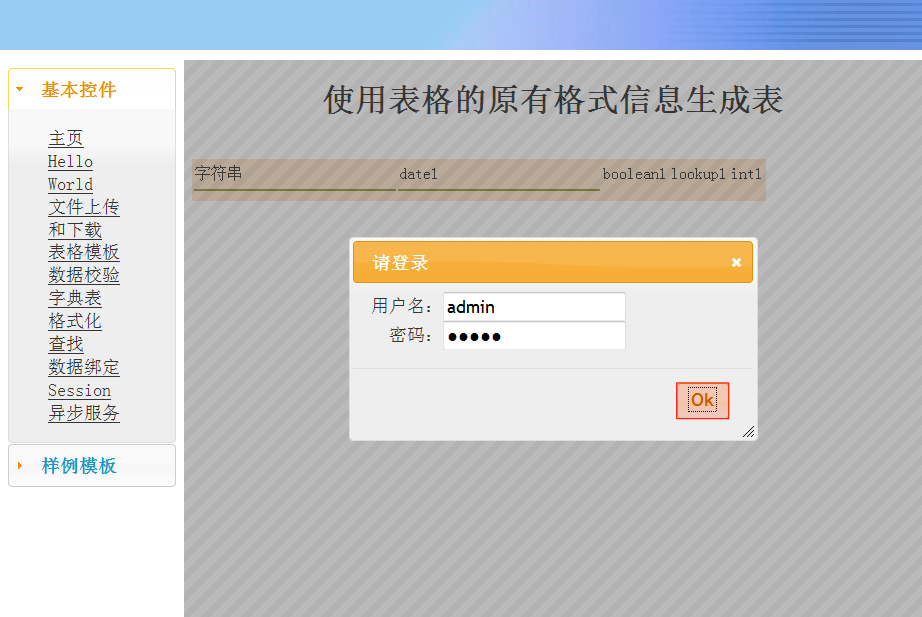 基本控件
主页
Hello
World
文件上传
和下载
表格模板
数据校验
字典表
格式化
查找
数据绑定
Session
异步服务
样例模板
使用表格的原有格式信息生成表
字符串 date1 boolean1 lookup1 int1
请登录
用户名： admin
密码： ●●●●●
Ok